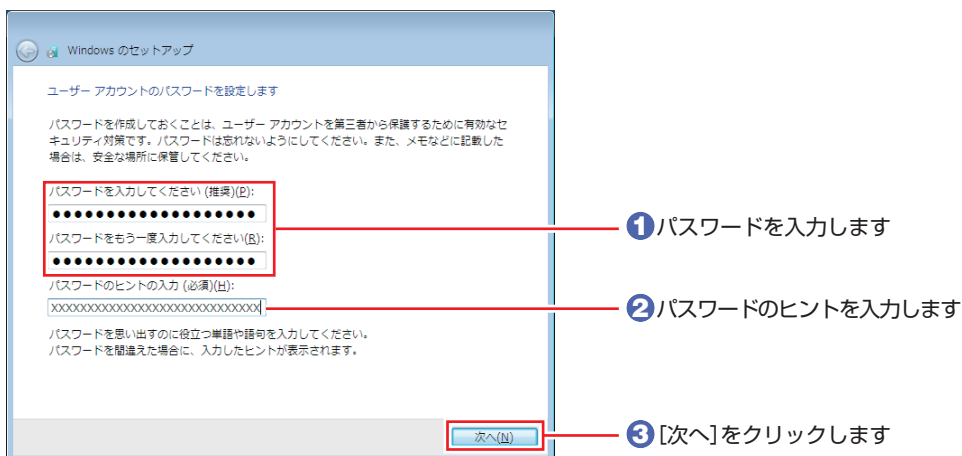 Windows のセットアップ
ユーザー アカウントのパスワードを設定します
パスワードを作成しておくことは、ユーザー アカウントを第三者から保護するために有効なセ
キュリティ対策です。パスワードは忘れないようにしてください。また、メモなどに記載した
場合は、安全な場所に保管してください。
パスワードを入力してください (推奨)(P):
●●●●●●●●●●●●●●●●●●●
パスワードをもう一度入力してください(R):
●●●●●●●●●●●●●●●●●●●
❶パスワードを入力します
パスワードのヒントの入力 (必須)(H):
XXXXXXXXXXXXXXXXXXXXXXXXXXXXX
❷パスワードのヒントを入力します
パスワードを思い出すのに役立つ単語や語句を入力してください。
パスワードを間違えた場合に、入力したヒントが表示されます。
次へ(N)
❸[次へ]をクリックします